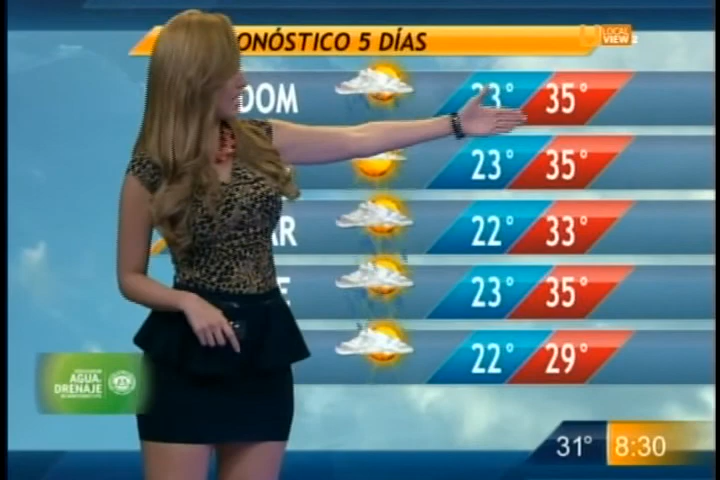 ONÓSTICO 5 DÍAS
LOCAL
VIEW
DOM
23° 35°
23° 35°
AR
22° 33°
E
23° 35°
22° 29°
AGUA
DRENAJE
31° 8:30